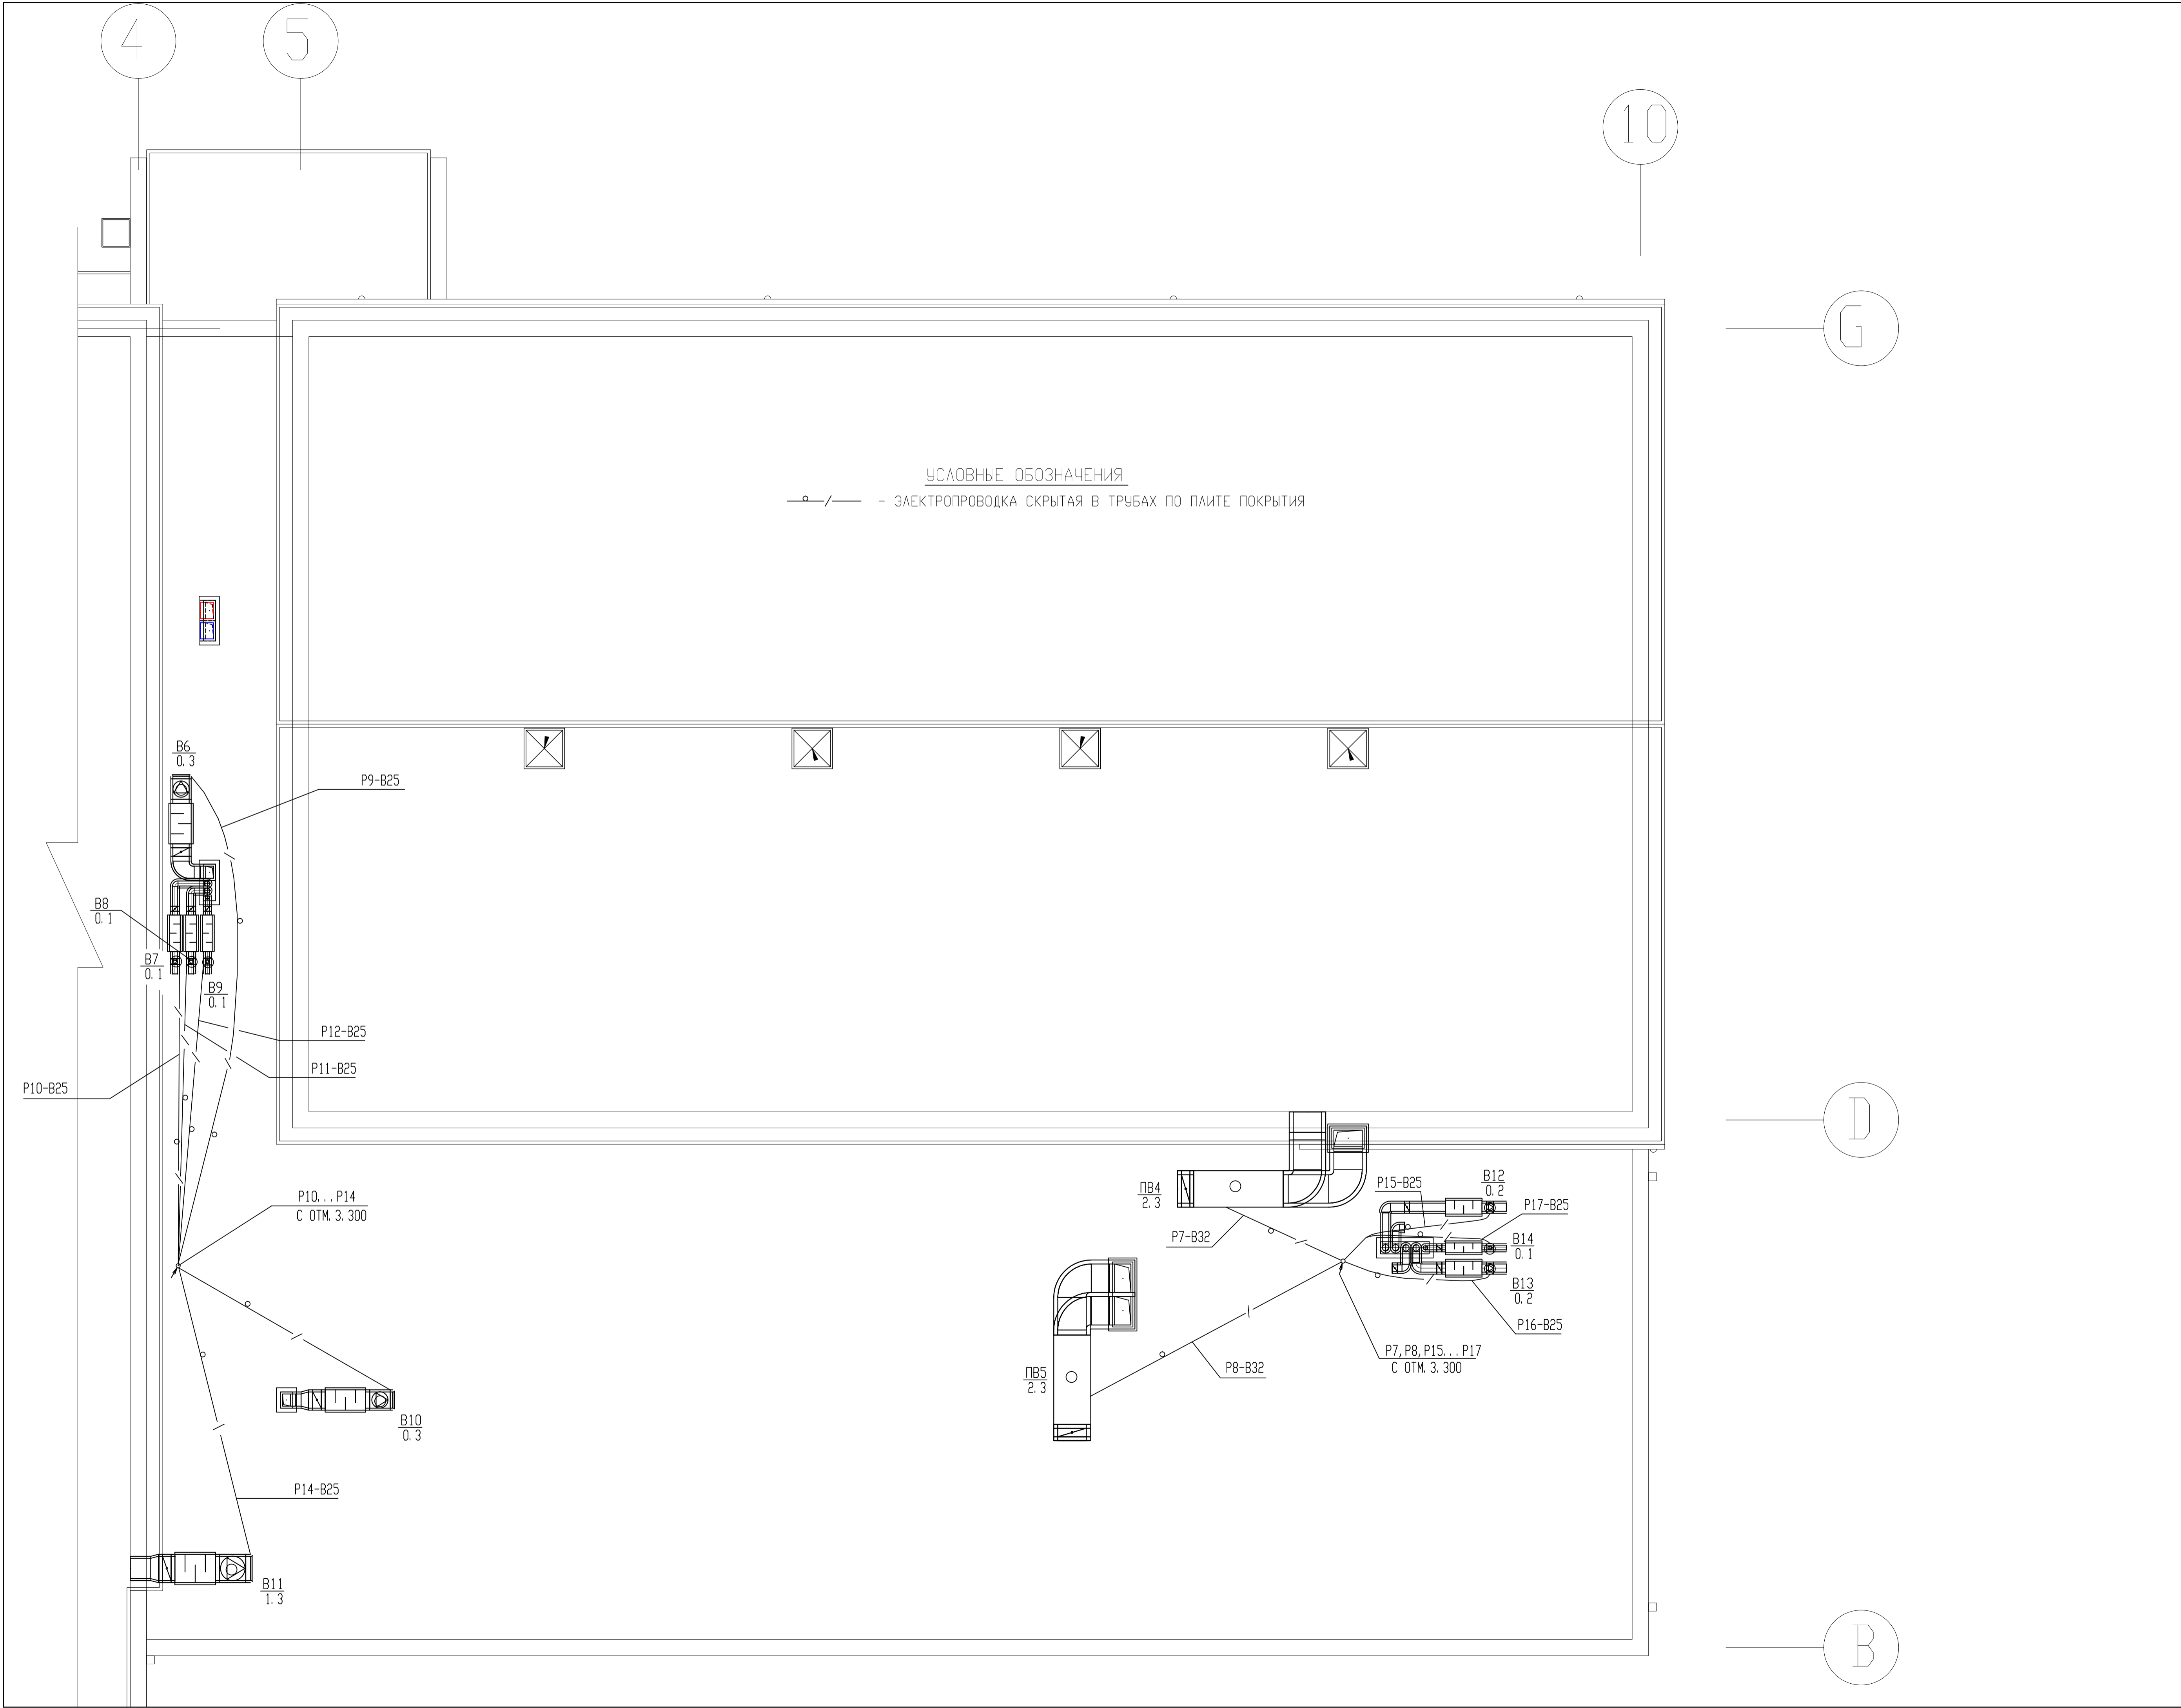 4
5
10
G
УСЛОВНЫЕ ОБОЗНАЧЕНИЯ
- ЭЛЕКТРОПРОВОДКА СКРЫТАЯ В ТРУБАХ ПО ПЛИТЕ ПОКРЫТИЯ
В6
0.3
Р9-В25
В8
0.1
В7
0.1
В9
0.1
Р12-В25
Р11-В25
Р10-В25
D
Р10...Р14
С ОТМ.3.300
ПВ4
2.3
Р15-В25
В12
0.2
Р17-В25
Р7-В32
В14
0.1
В13
0.2
Р16-В25
Р7,Р8,Р15...Р17
С ОТМ.3.300
Р8-В32
ПВ5
2.3
В10
0.3
Р14-В25
В11
1.3
B